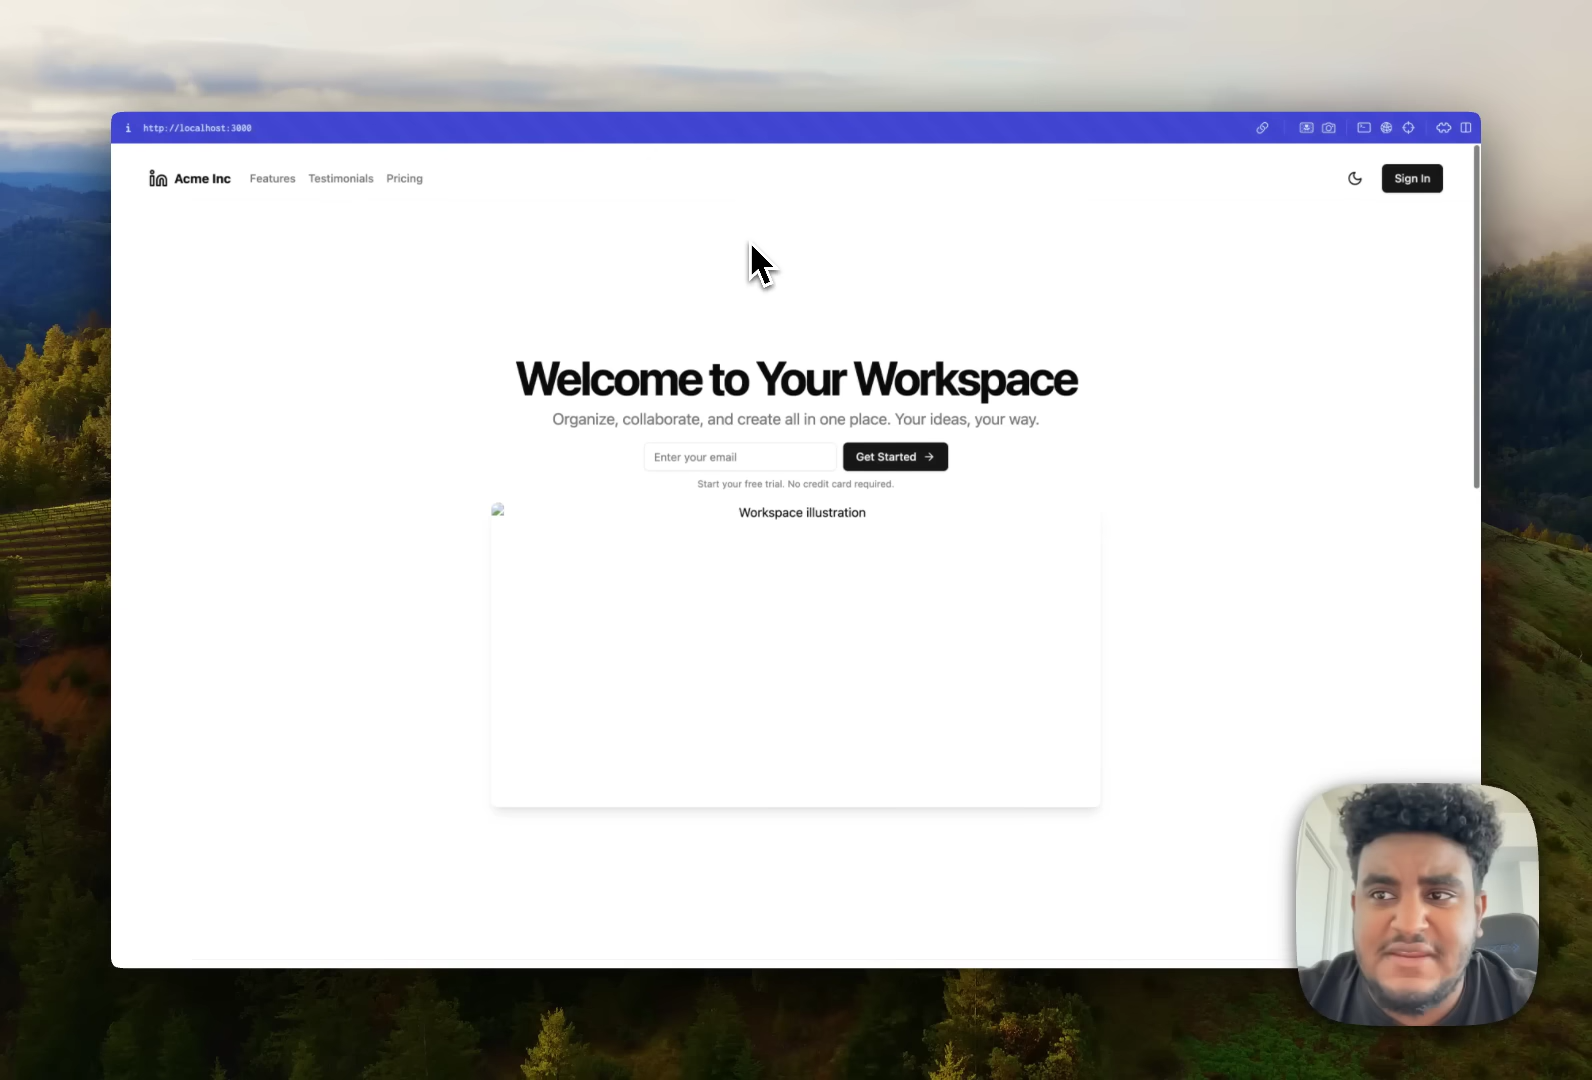 http://localhost:3000
Acme Inc
Features
Testimonials
Pricing
Sign In
Welcome to Your Workspace
Organize, collaborate, and create all in one place. Your ideas, your way.
Enter your email
Get Started
Start your free trial. No credit card required.
Workspace illustration